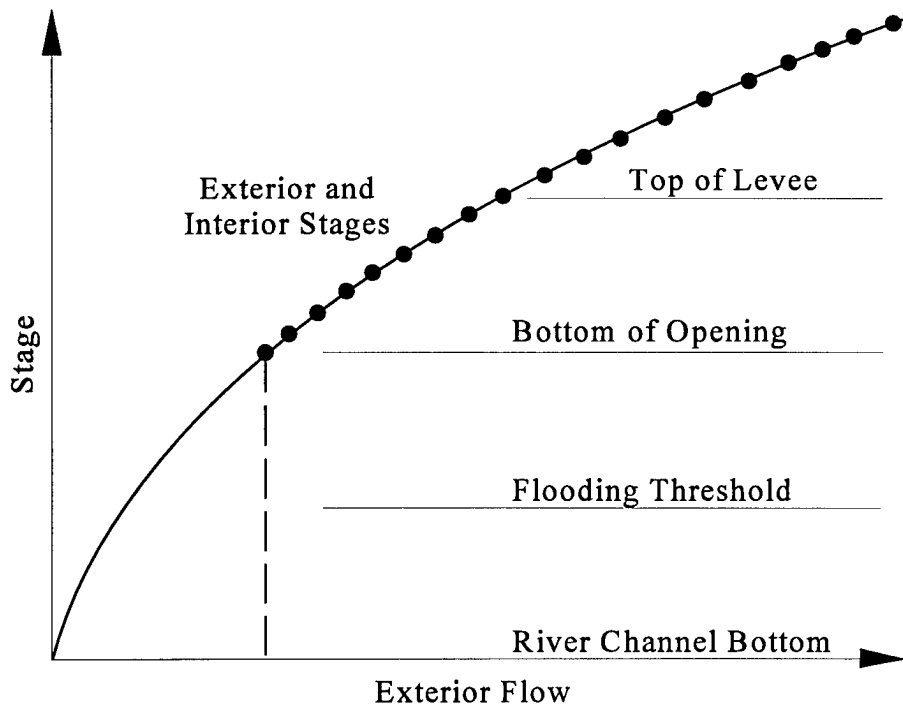 Exterior and
Interior Stages
Top of Levee
Bottom of Opening
Stage
Flooding Threshold
River Channel Bottom
Exterior Flow